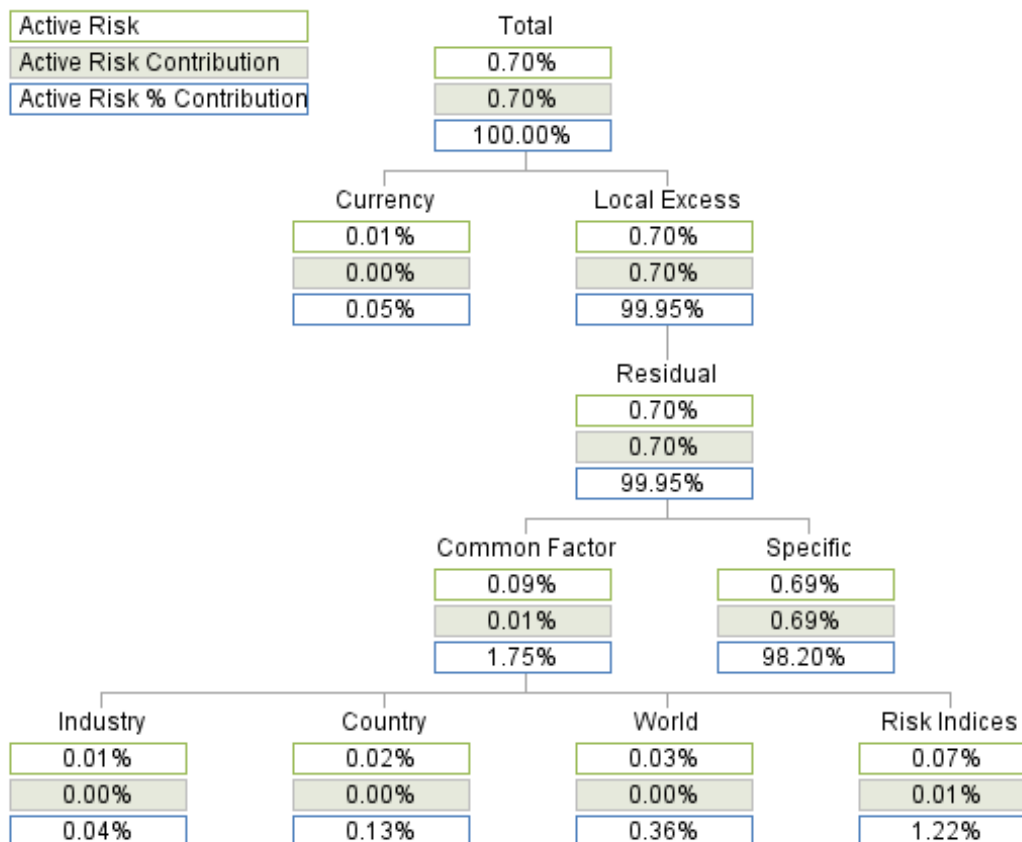 Active Risk
Active Risk Contribution
Active Risk % Contribution
Total
0.70%
0.70%
100.00%
Currency
0.01%
0.00%
0.05%
Local Excess
0.70%
0.70%
99.95%
Residual
0.70%
0.70%
99.95%
Common Factor
0.09%
0.01%
1.75%
Specific
0.69%
0.69%
98.20%
Industry
0.01%
0.00%
0.04%
Country
0.02%
0.00%
0.13%
World
0.03%
0.00%
0.36%
Risk Indices
0.07%
0.01%
1.22%